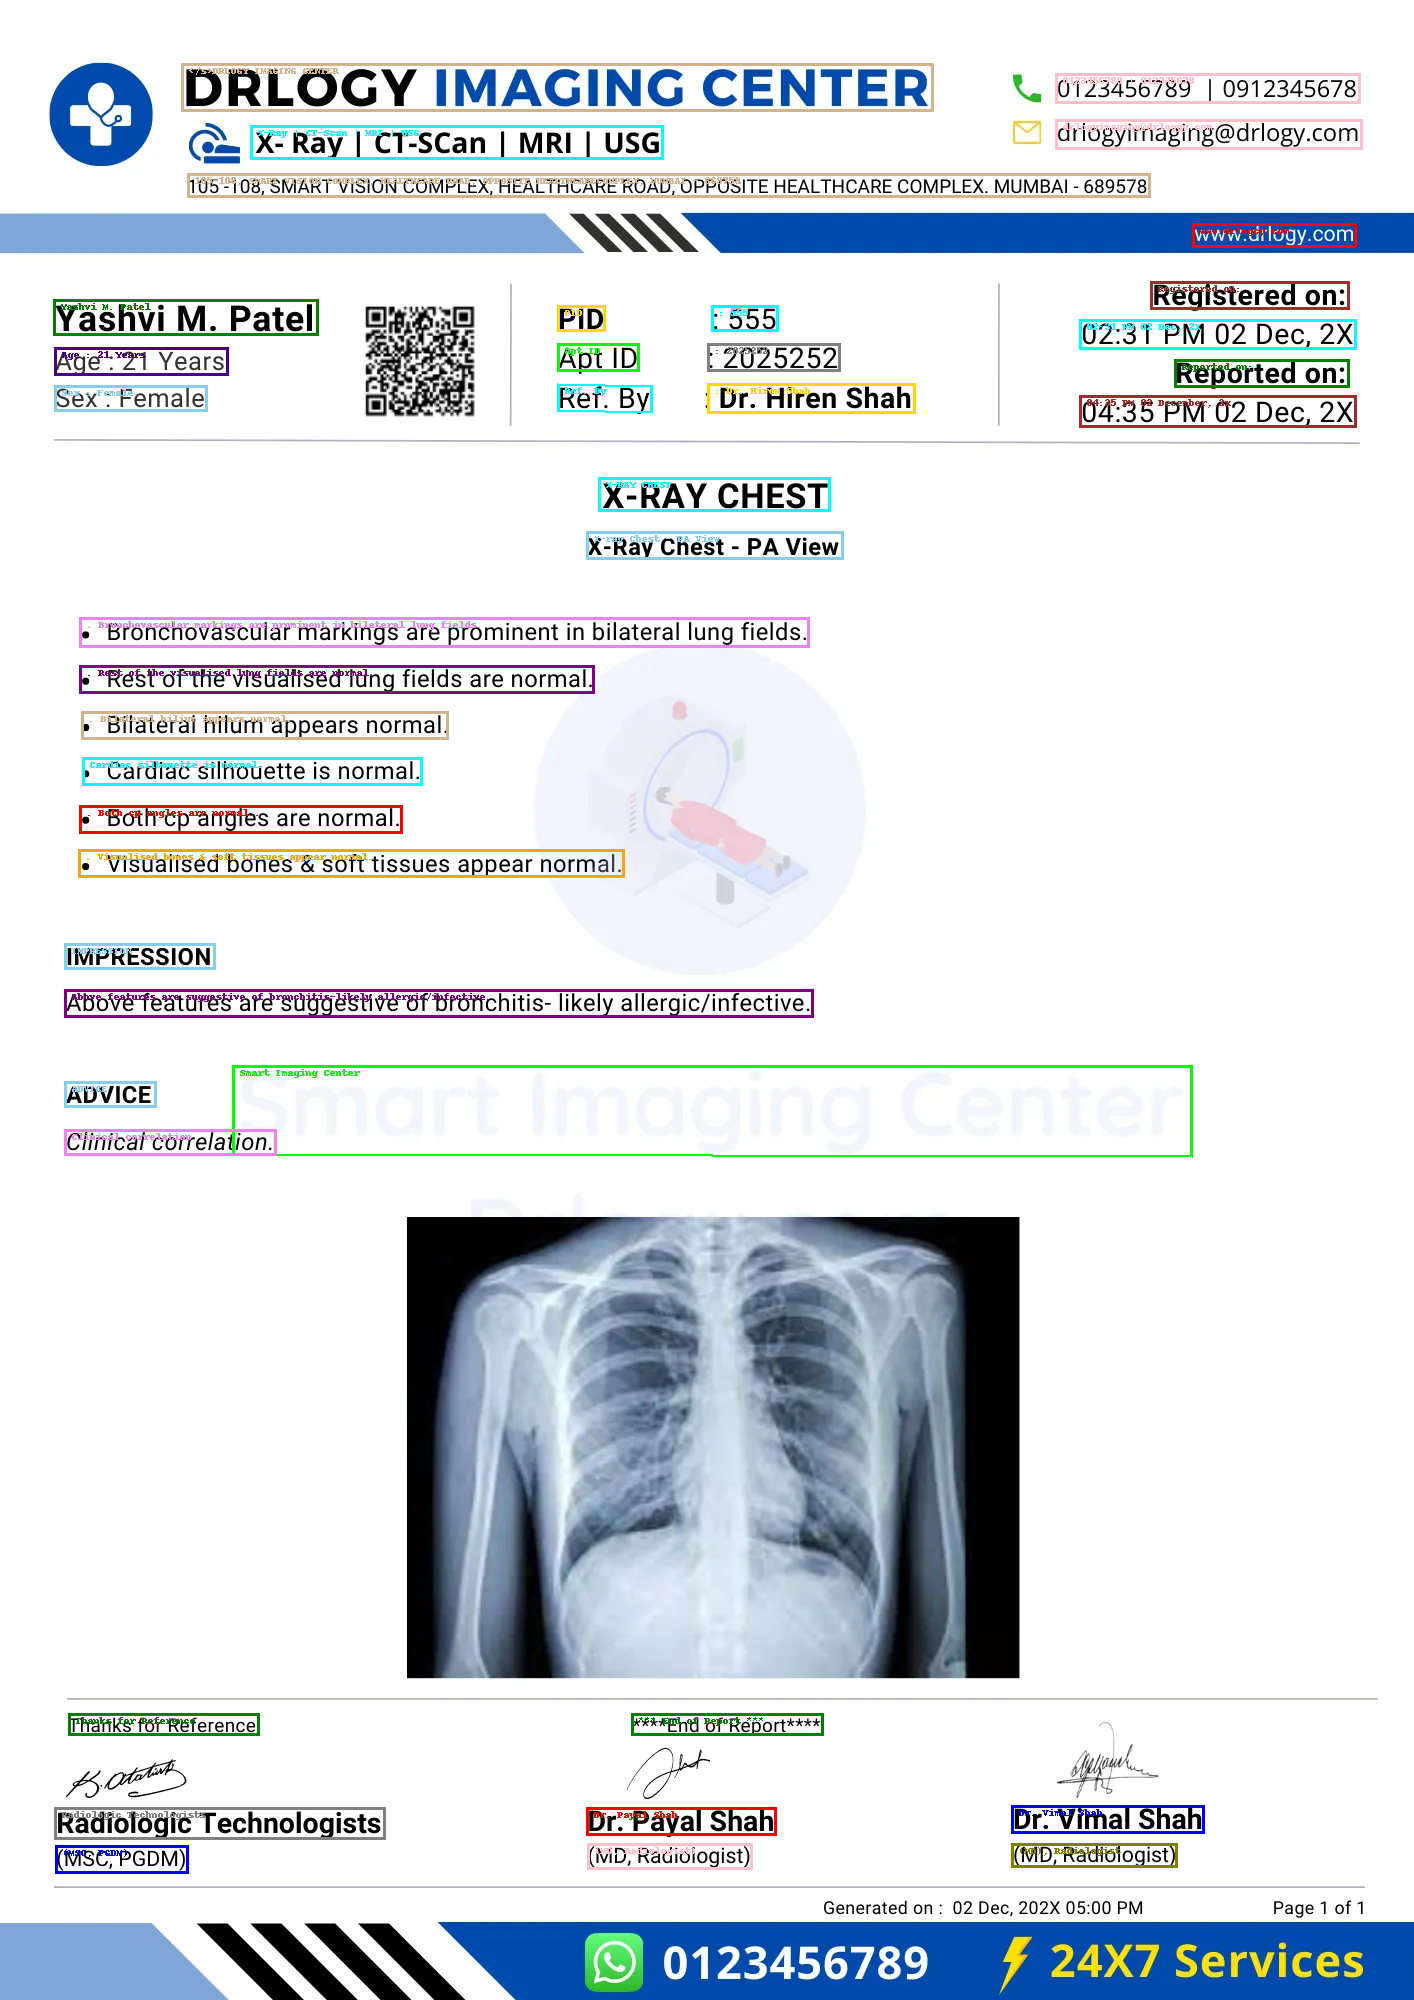 DRLOGY IMAGING CENTER
X- Ray | CT-SCan | MRI | USG
105 -108, SMART VISION COMPLEX, HEALTHCARE ROAD, OPPOSITE HEALTHCARE COMPLEX. MUMBAI - 689578
0123456789 | 0912345678
drlogyimaging@drlogy.com
www.drlogy.com
Yashvi M. Patel
Age : 21 Years
Sex : Female
PID : 555
Apt ID : 2025252
Ref. By : Dr. Hiren Shah
Registered on:
02:31 PM 02 Dec, 2X
Reported on:
04:35 PM 02 Dec, 2X
X-RAY CHEST
X-Ray Chest - PA View
• Bronchovascular markings are prominent in bilateral lung fields.
• Rest of the visualised lung fields are normal.
• Bilateral hilum appears normal.
• Cardiac silhouette is normal.
• Both cp angles are normal.
• Visualised bones & soft tissues appear normal.
IMPRESSION
Above features are suggestive of bronchitis- likely allergic/infective.
Smart Imaging Center
ADVICE
Clinical correlation.
Thanks for Reference
****End of Report****
Radiologic Technologists
(MSC, PGDM)
Dr. Payal Shah
(MD, Radiologist)
Dr. Vimal Shah
(MD, Radiologist)
Generated on : 02 Dec, 202X 05:00 PM
Page 1 of 1
0123456789
24X7 Services